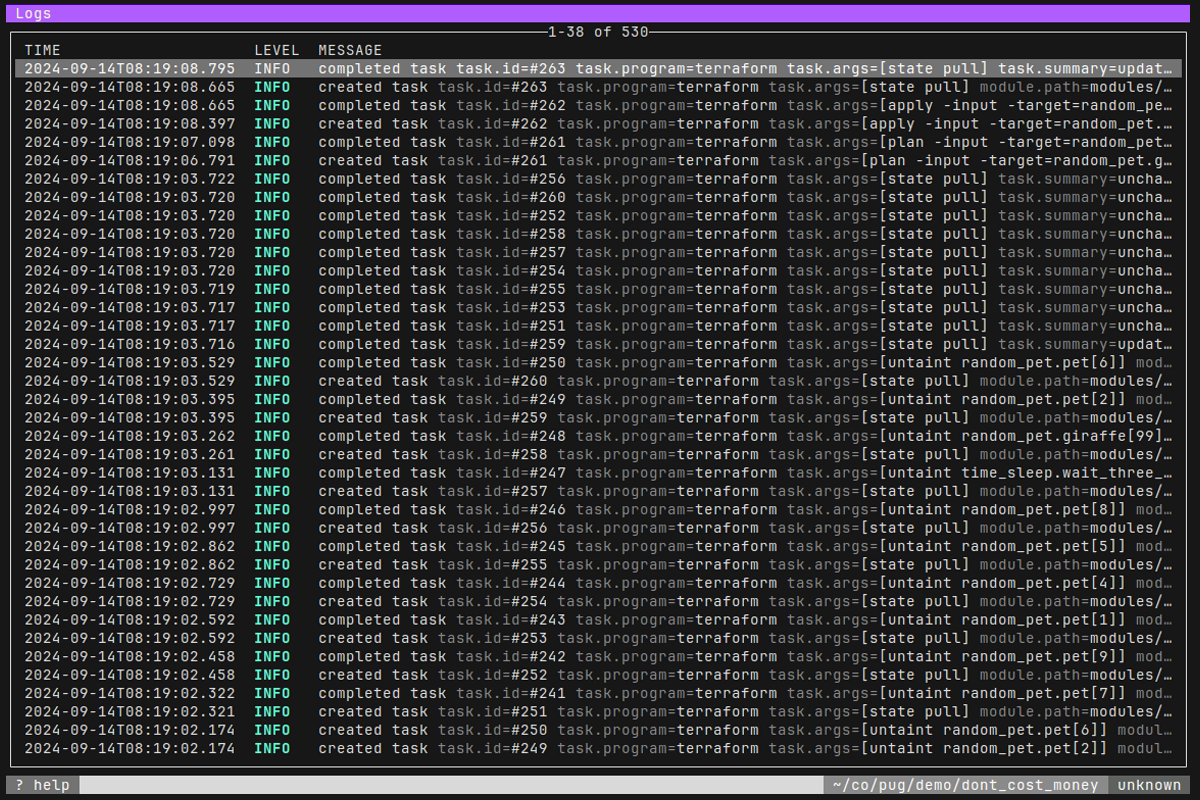 Logs
1-38 of 530
TIME LEVEL MESSAGE
2024-09-14T08:19:08.795 INFO completed task task.id=#263 task.program=terraform task.args=[state pull] task.summary=updat…
2024-09-14T08:19:08.665 INFO created task task.id=#263 task.program=terraform task.args=[state pull] module.path=modules/…
2024-09-14T08:19:08.665 INFO completed task task.id=#262 task.program=terraform task.args=[apply -input -target=random_pe…
2024-09-14T08:19:08.397 INFO created task task.id=#262 task.program=terraform task.args=[apply -input -target=random_pet.…
2024-09-14T08:19:07.098 INFO completed task task.id=#261 task.program=terraform task.args=[plan -input -target=random_pet…
2024-09-14T08:19:06.791 INFO created task task.id=#261 task.program=terraform task.args=[plan -input -target=random_pet.g…
2024-09-14T08:19:03.722 INFO completed task task.id=#256 task.program=terraform task.args=[state pull] task.summary=uncha…
2024-09-14T08:19:03.720 INFO completed task task.id=#260 task.program=terraform task.args=[state pull] task.summary=uncha…
2024-09-14T08:19:03.720 INFO completed task task.id=#252 task.program=terraform task.args=[state pull] task.summary=uncha…
2024-09-14T08:19:03.720 INFO completed task task.id=#258 task.program=terraform task.args=[state pull] task.summary=uncha…
2024-09-14T08:19:03.720 INFO completed task task.id=#257 task.program=terraform task.args=[state pull] task.summary=uncha…
2024-09-14T08:19:03.720 INFO completed task task.id=#254 task.program=terraform task.args=[state pull] task.summary=uncha…
2024-09-14T08:19:03.719 INFO completed task task.id=#255 task.program=terraform task.args=[state pull] task.summary=uncha…
2024-09-14T08:19:03.717 INFO completed task task.id=#253 task.program=terraform task.args=[state pull] task.summary=uncha…
2024-09-14T08:19:03.717 INFO completed task task.id=#251 task.program=terraform task.args=[state pull] task.summary=uncha…
2024-09-14T08:19:03.716 INFO completed task task.id=#259 task.program=terraform task.args=[state pull] task.summary=updat…
2024-09-14T08:19:03.529 INFO completed task task.id=#250 task.program=terraform task.args=[untaint random_pet.pet[6]] mod…
2024-09-14T08:19:03.529 INFO created task task.id=#260 task.program=terraform task.args=[state pull] module.path=modules/…
2024-09-14T08:19:03.395 INFO completed task task.id=#249 task.program=terraform task.args=[untaint random_pet.pet[2]] mod…
2024-09-14T08:19:03.395 INFO created task task.id=#259 task.program=terraform task.args=[state pull] module.path=modules/…
2024-09-14T08:19:03.262 INFO completed task task.id=#248 task.program=terraform task.args=[untaint random_pet.giraffe[99]…
2024-09-14T08:19:03.261 INFO created task task.id=#258 task.program=terraform task.args=[state pull] module.path=modules/…
2024-09-14T08:19:03.131 INFO completed task task.id=#247 task.program=terraform task.args=[untaint time_sleep.wait_three_…
2024-09-14T08:19:03.131 INFO created task task.id=#257 task.program=terraform task.args=[state pull] module.path=modules/…
2024-09-14T08:19:02.997 INFO completed task task.id=#246 task.program=terraform task.args=[untaint random_pet.pet[8]] mod…
2024-09-14T08:19:02.997 INFO created task task.id=#256 task.program=terraform task.args=[state pull] module.path=modules/…
2024-09-14T08:19:02.862 INFO completed task task.id=#245 task.program=terraform task.args=[untaint random_pet.pet[5]] mod…
2024-09-14T08:19:02.862 INFO created task task.id=#255 task.program=terraform task.args=[state pull] module.path=modules/…
2024-09-14T08:19:02.729 INFO completed task task.id=#244 task.program=terraform task.args=[untaint random_pet.pet[4]] mod…
2024-09-14T08:19:02.729 INFO created task task.id=#254 task.program=terraform task.args=[state pull] module.path=modules/…
2024-09-14T08:19:02.592 INFO completed task task.id=#243 task.program=terraform task.args=[untaint random_pet.pet[1]] mod…
2024-09-14T08:19:02.592 INFO created task task.id=#253 task.program=terraform task.args=[state pull] module.path=modules/…
2024-09-14T08:19:02.458 INFO completed task task.id=#242 task.program=terraform task.args=[untaint random_pet.pet[9]] mod…
2024-09-14T08:19:02.458 INFO created task task.id=#252 task.program=terraform task.args=[state pull] module.path=modules/…
2024-09-14T08:19:02.322 INFO completed task task.id=#241 task.program=terraform task.args=[untaint random_pet.pet[7]] mod…
2024-09-14T08:19:02.321 INFO created task task.id=#251 task.program=terraform task.args=[state pull] module.path=modules/…
2024-09-14T08:19:02.174 INFO created task task.id=#250 task.program=terraform task.args=[untaint random_pet.pet[6]] modul…
2024-09-14T08:19:02.174 INFO created task task.id=#249 task.program=terraform task.args=[untaint random_pet.pet[2]] modul…
? help ~/co/pug/demo/dont_cost_money unknown